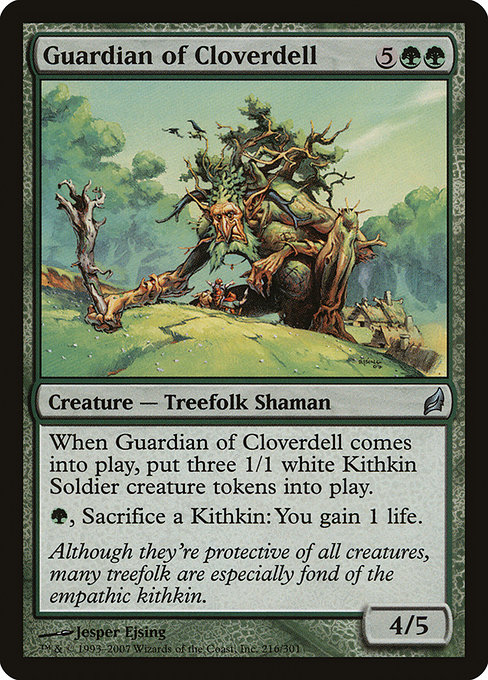 Guardian of Cloverdell 5
Creature — Treefolk Shaman
When Guardian of Cloverdell comes
into play, put three 1/1 white Kithkin
Soldier creature tokens into play.
, Sacrifice a Kithkin: You gain 1 life.
Although they're protective of all creatures,
many treefolk are especially fond of the
empathic kithkin.
Jesper Ejsing
4/5
™ & © 1993–2007 Wizards of the Coast, Inc. 216/301